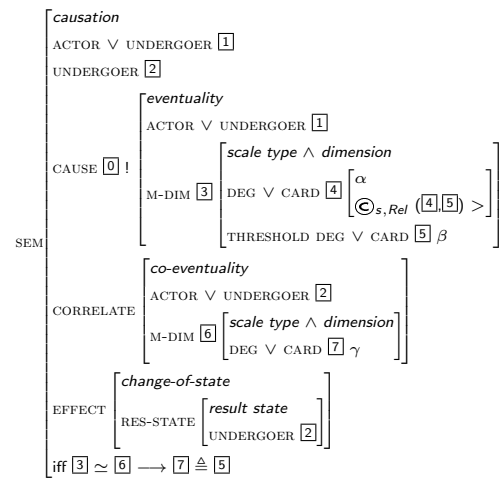 causation
ACTOR ∨ UNDERGOER 1
UNDERGOER 2
eventuality
ACTOR ∨ UNDERGOER 1
CAUSE 0 !
scale type ∧ dimension
M-DIM 3 DEG ∨ CARD 4 α
©s,Rel (4,5) >
THRESHOLD DEG ∨ CARD 5 β
SEM
co-eventuality
CORRELATE ACTOR ∨ UNDERGOER 2
M-DIM 6 scale type ∧ dimension
DEG ∨ CARD 7 γ
change-of-state
EFFECT
RES-STATE result state
UNDERGOER 2
iff 3 ≃ 6 ⟶ 7 ≜ 5